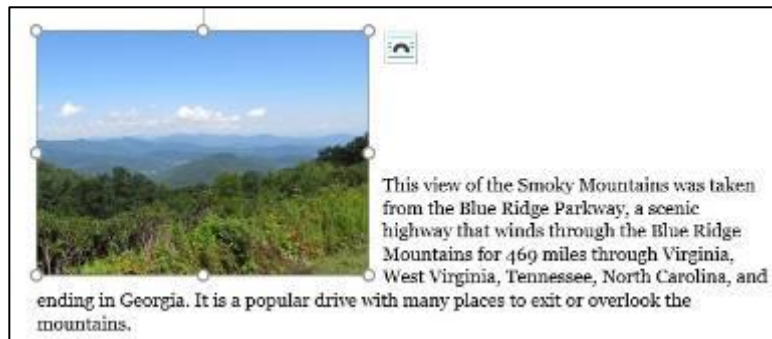 This view of the Smoky Mountains was taken
from the Blue Ridge Parkway, a scenic
highway that winds through the Blue Ridge
Mountains for 469 miles through Virginia,
West Virginia, Tennessee, North Carolina, and
ending in Georgia. It is a popular drive with many places to exit or overlook the
mountains.